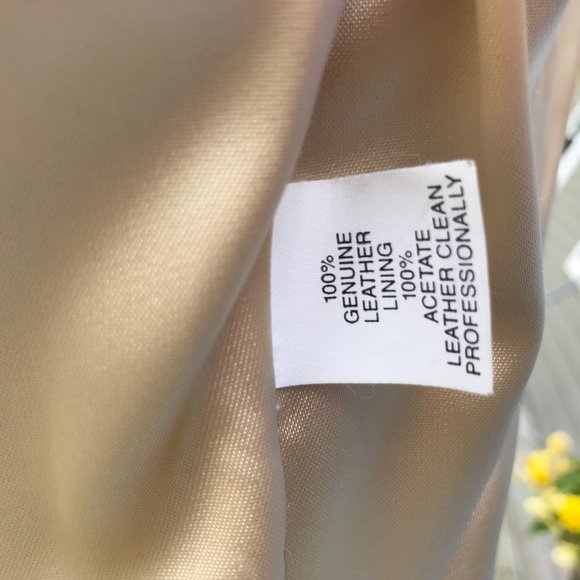 100%
GENUINE
LEATHER
LINING
100%
ACETATE
LEATHER CLEAN
PROFESSIONALLY